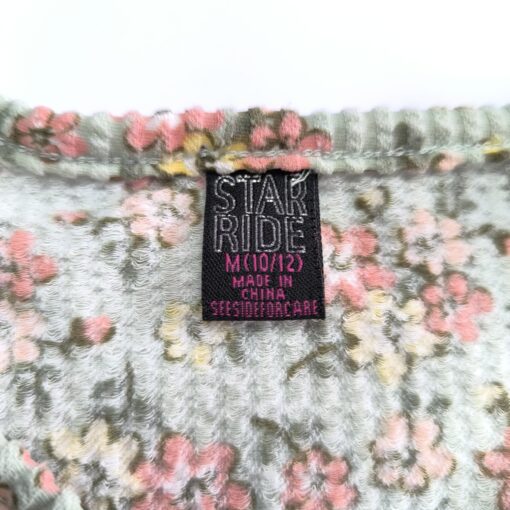 STAR
RIDE
M(10/12)
MADE IN
CHINA
SEESIDEFORCARE